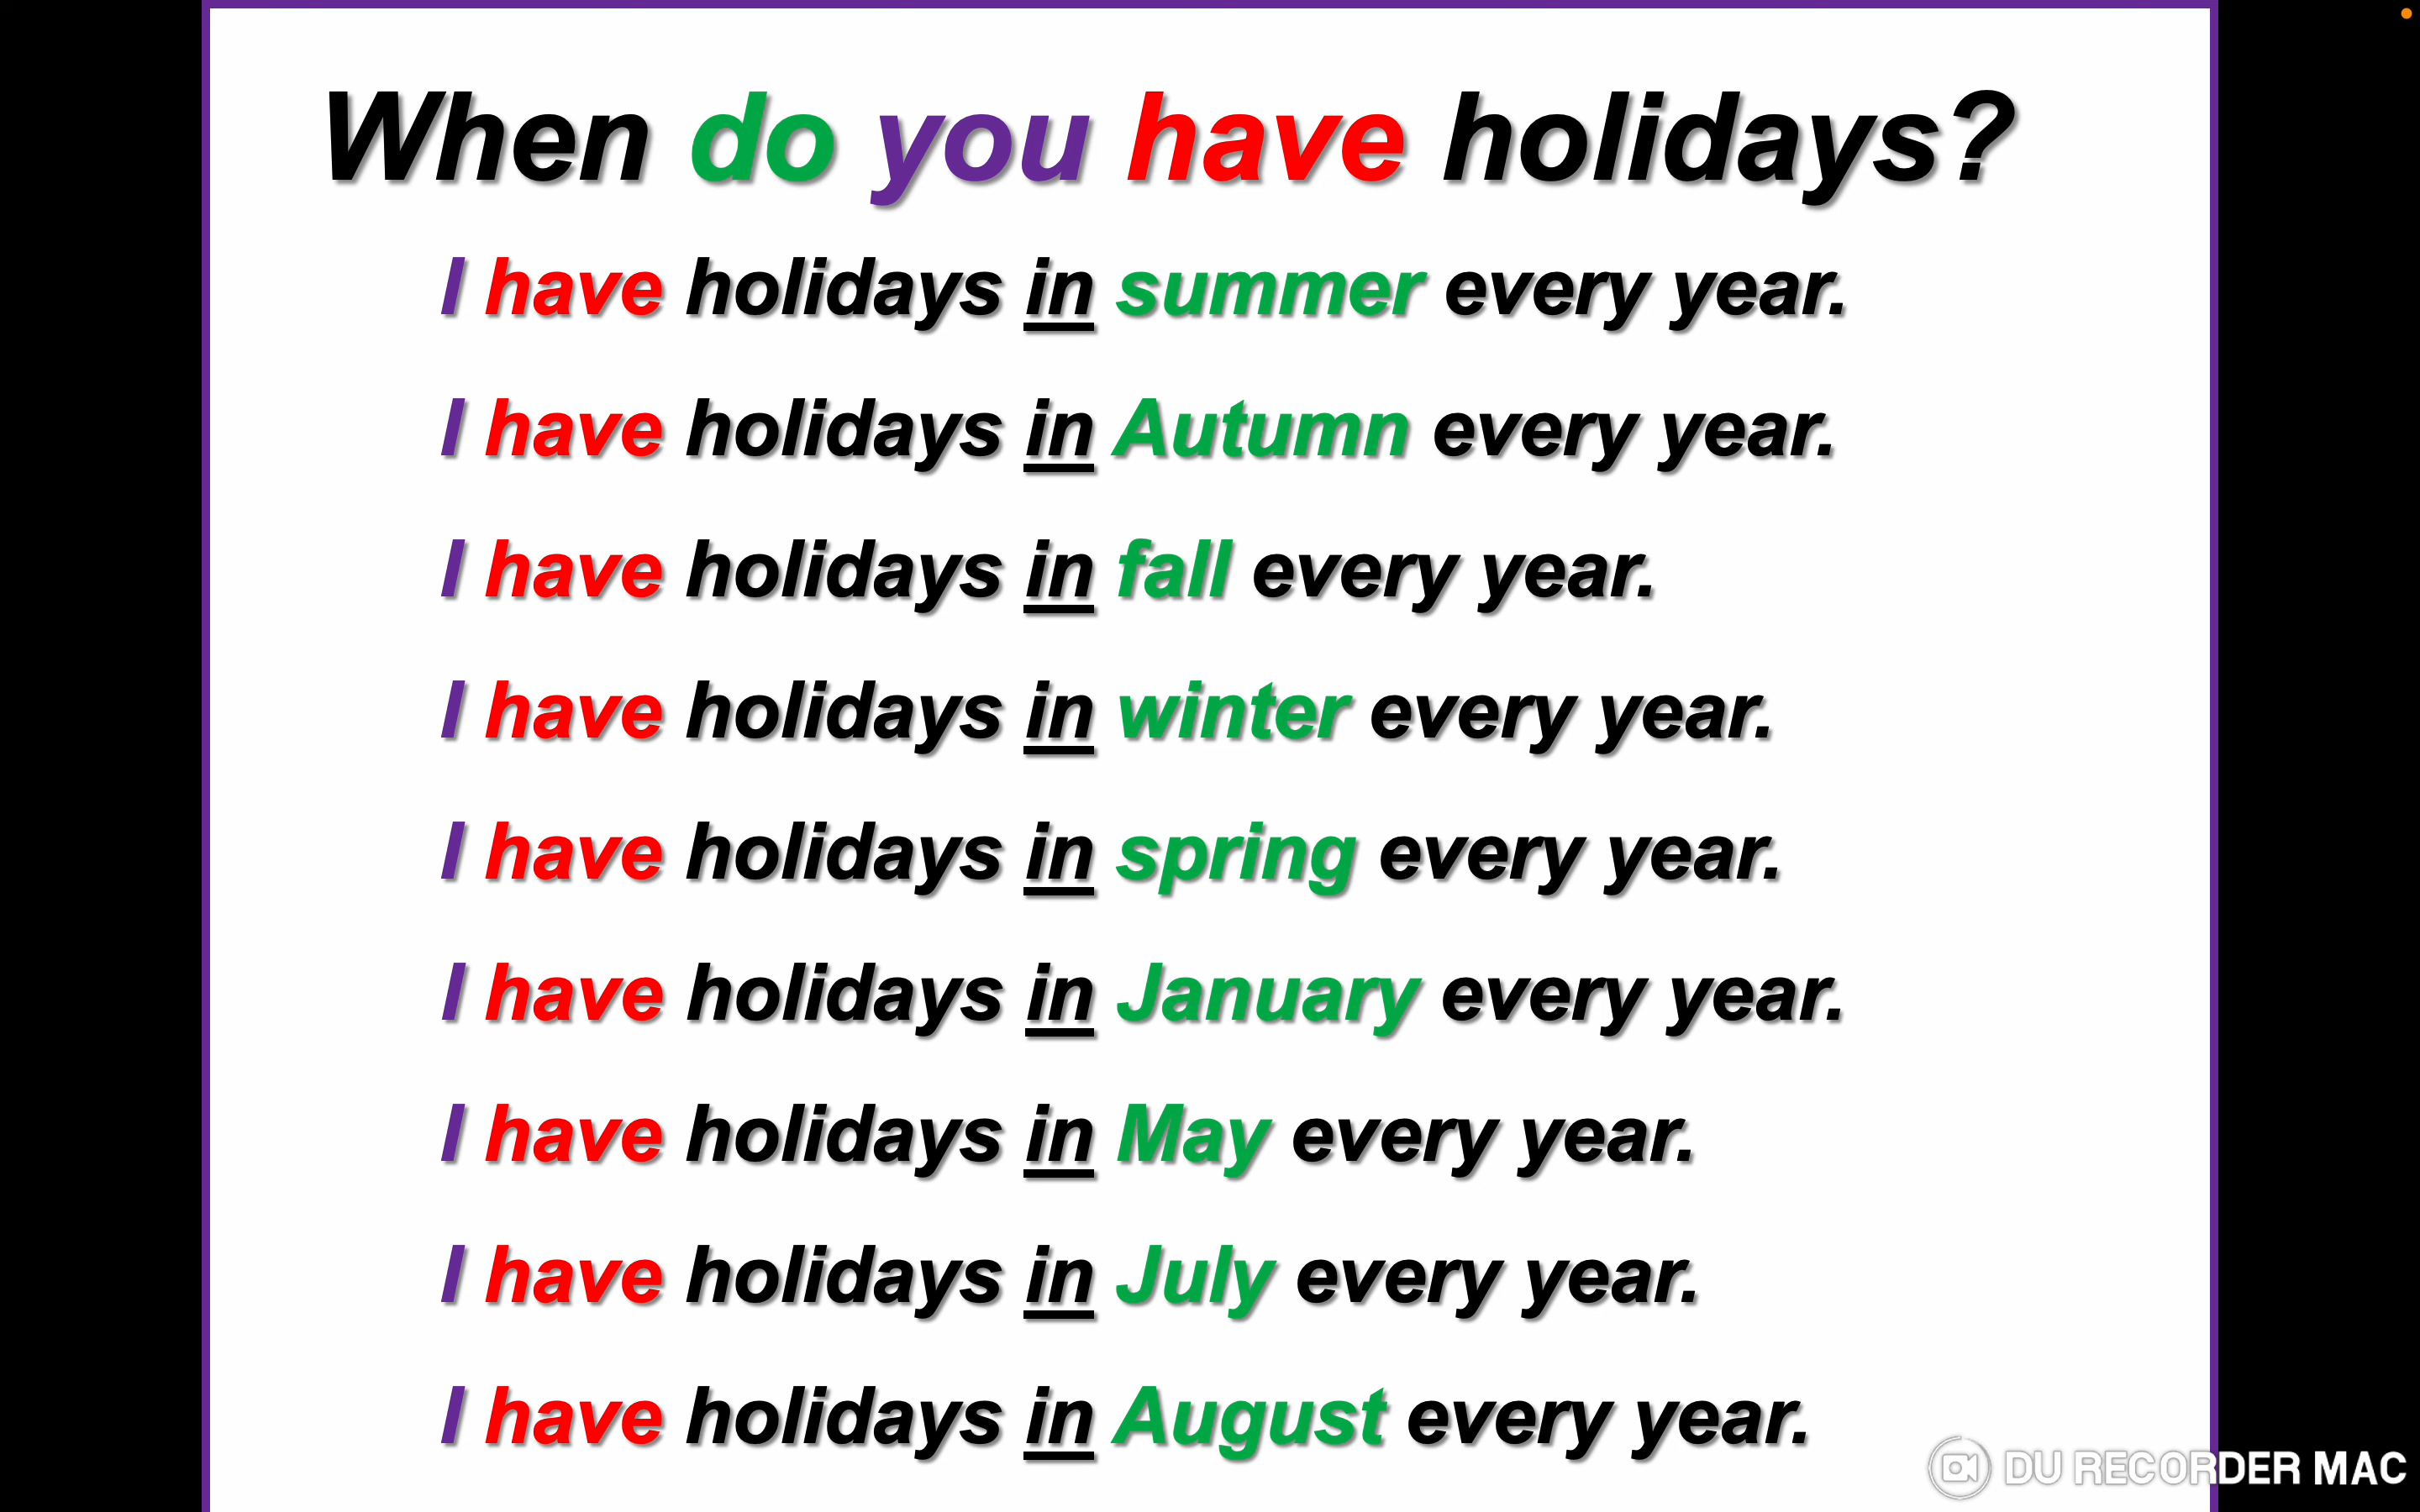 When do you have holidays?
I have holidays in summer every year.
I have holidays in Autumn every year.
I have holidays in fall every year.
I have holidays in winter every year.
I have holidays in spring every year.
I have holidays in January every year.
I have holidays in May every year.
I have holidays in July every year.
I have holidays in August every year.
DU RECORDER MAC